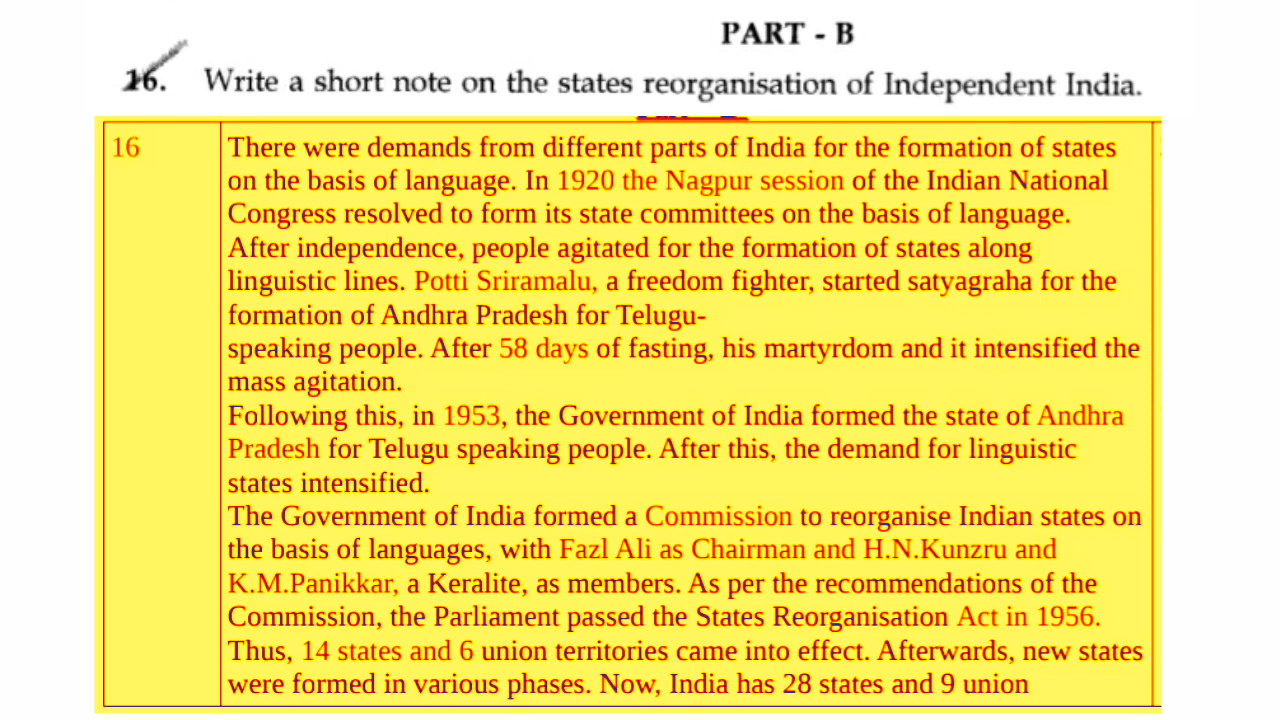 PART - B
16. Write a short note on the states reorganisation of Independent India.
16
There were demands from different parts of India for the formation of states
on the basis of language. In 1920 the Nagpur session of the Indian National
Congress resolved to form its state committees on the basis of language.
After independence, people agitated for the formation of states along
linguistic lines. Potti Sriramalu, a freedom fighter, started satyagraha for the
formation of Andhra Pradesh for Telugu-
speaking people. After 58 days of fasting, his martyrdom and it intensified the
mass agitation.
Following this, in 1953, the Government of India formed the state of Andhra
Pradesh for Telugu speaking people. After this, the demand for linguistic
states intensified.
The Government of India formed a Commission to reorganise Indian states on
the basis of languages, with Fazl Ali as Chairman and H.N.Kunzru and
K.M.Panikkar, a Keralite, as members. As per the recommendations of the
Commission, the Parliament passed the States Reorganisation Act in 1956.
Thus, 14 states and 6 union territories came into effect. Afterwards, new states
were formed in various phases. Now, India has 28 states and 9 union